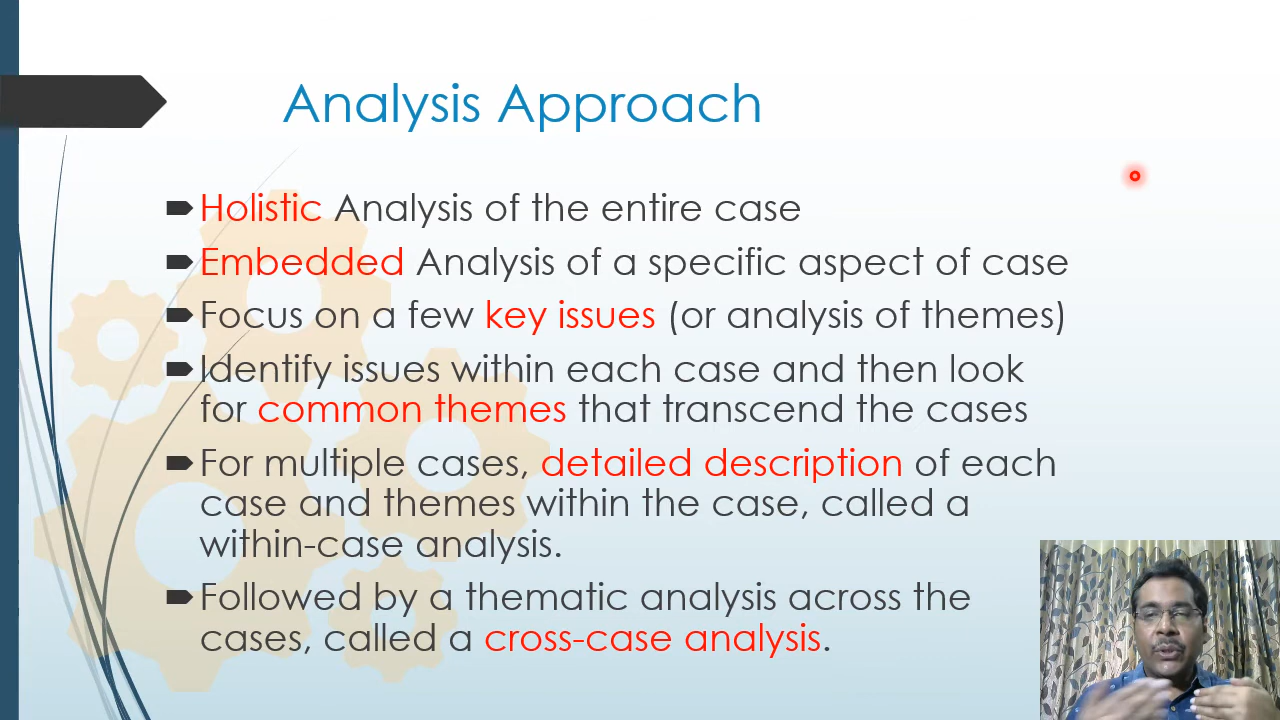 Analysis Approach
Holistic Analysis of the entire case
Embedded Analysis of a specific aspect of case
Focus on a few key issues (or analysis of themes)
Identify issues within each case and then look
for common themes that transcend the cases
For multiple cases, detailed description of each
case and themes within the case, called a
within-case analysis.
Followed by a thematic analysis across the
cases, called a cross-case analysis.